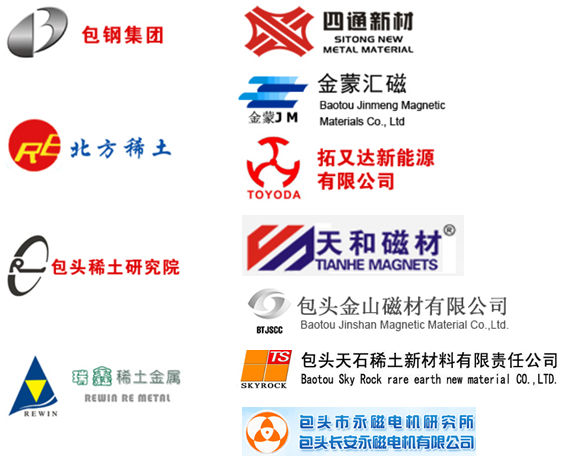 包钢集团
RE
北方稀土
R
包头稀土研究院
REWIN
瑞鑫稀土金属
REWIN RE METAL
四通新材
SITONG NEW
METAL MATERIAL
金蒙JM
金蒙汇磁
Baotou Jinmeng Magnetic
Materials Co., Ltd
TOYODA
拓又达新能源
有限公司
天和磁材®
TIANHE MAGNETS
BTJSCC
包头金山磁材有限公司
Baotou Jinshan Magnetic Material Co.,Ltd.
TS
SKYROCK
包头天石稀土新材料有限责任公司
Baotou Sky Rock rare earth new material CO.,LTD.
包头市永磁电机研究所
包头长安永磁电机有限公司